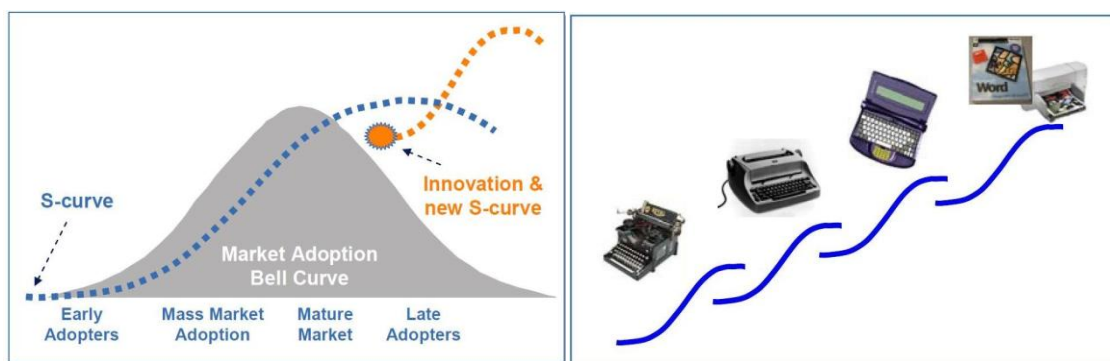 S-curve
Innovation &
new S-curve
Market Adoption
Bell Curve
Early
Adopters
Mass Market
Adoption
Mature
Market
Late
Adopters
Word